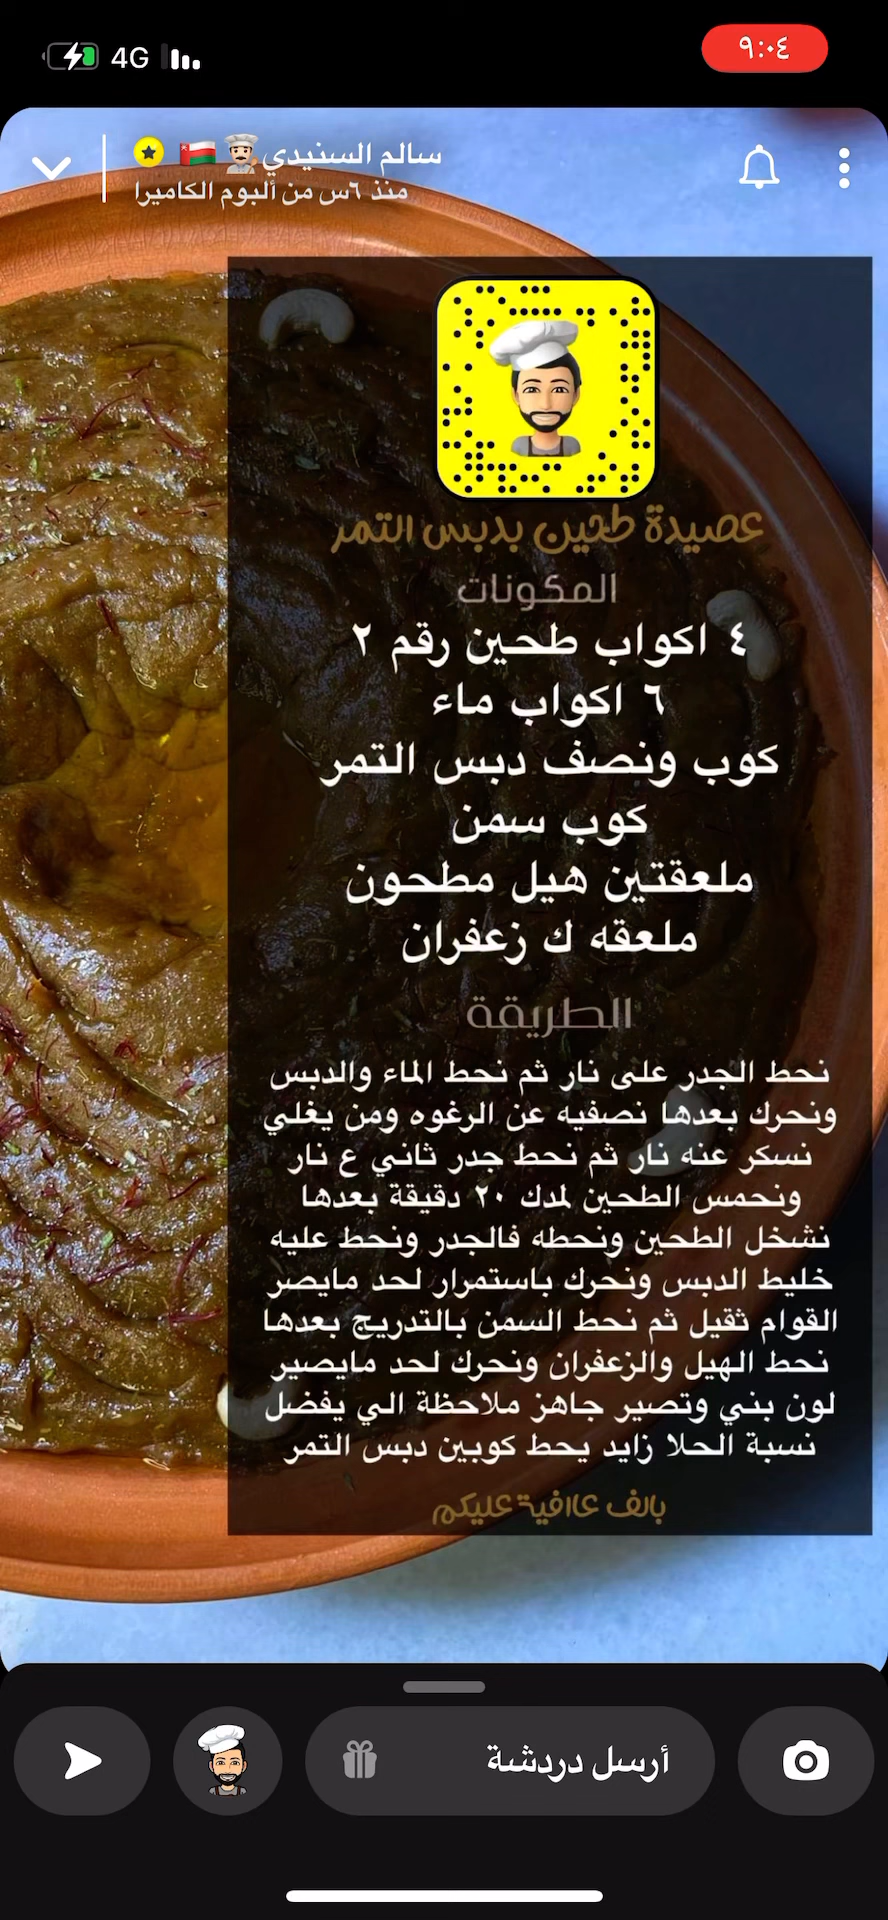 4G
٩:٠٤
سالم السنيدي
منذ ٦س من ألبوم الكاميرا
عصيدة طحين بدبس التمر
المكونات
٤ اكواب طحين رقم ٢
٦ اكواب ماء
كوب ونصف دبس التمر
كوب سمن
ملعقتين هيل مطحون
ملعقه ك زعفران
الطريقة
نحط الجدر على نار ثم نحط الماء والدبس
ونحرك بعدها نصفيه عن الرغوه ومن يغلي
نسكر عنه نار ثم نحط جدر ثاني ع نار
ونحمس الطحين لمدك ٢٠ دقيقة بعدها
نشخل الطحين ونحطه فالجدر ونحط عليه
خليط الدبس ونحرك باستمرار لحد مايصر
القوام ثقيل ثم نحط السمن بالتدريج بعدها
نحط الهيل والزعفران ونحرك لحد مايصير
لون بني وتصير جاهز ملاحظة الي يفضل
نسبة الحلا زايد يحط كوبين دبس التمر
بالف عاافية عليكم
أرسل دردشة